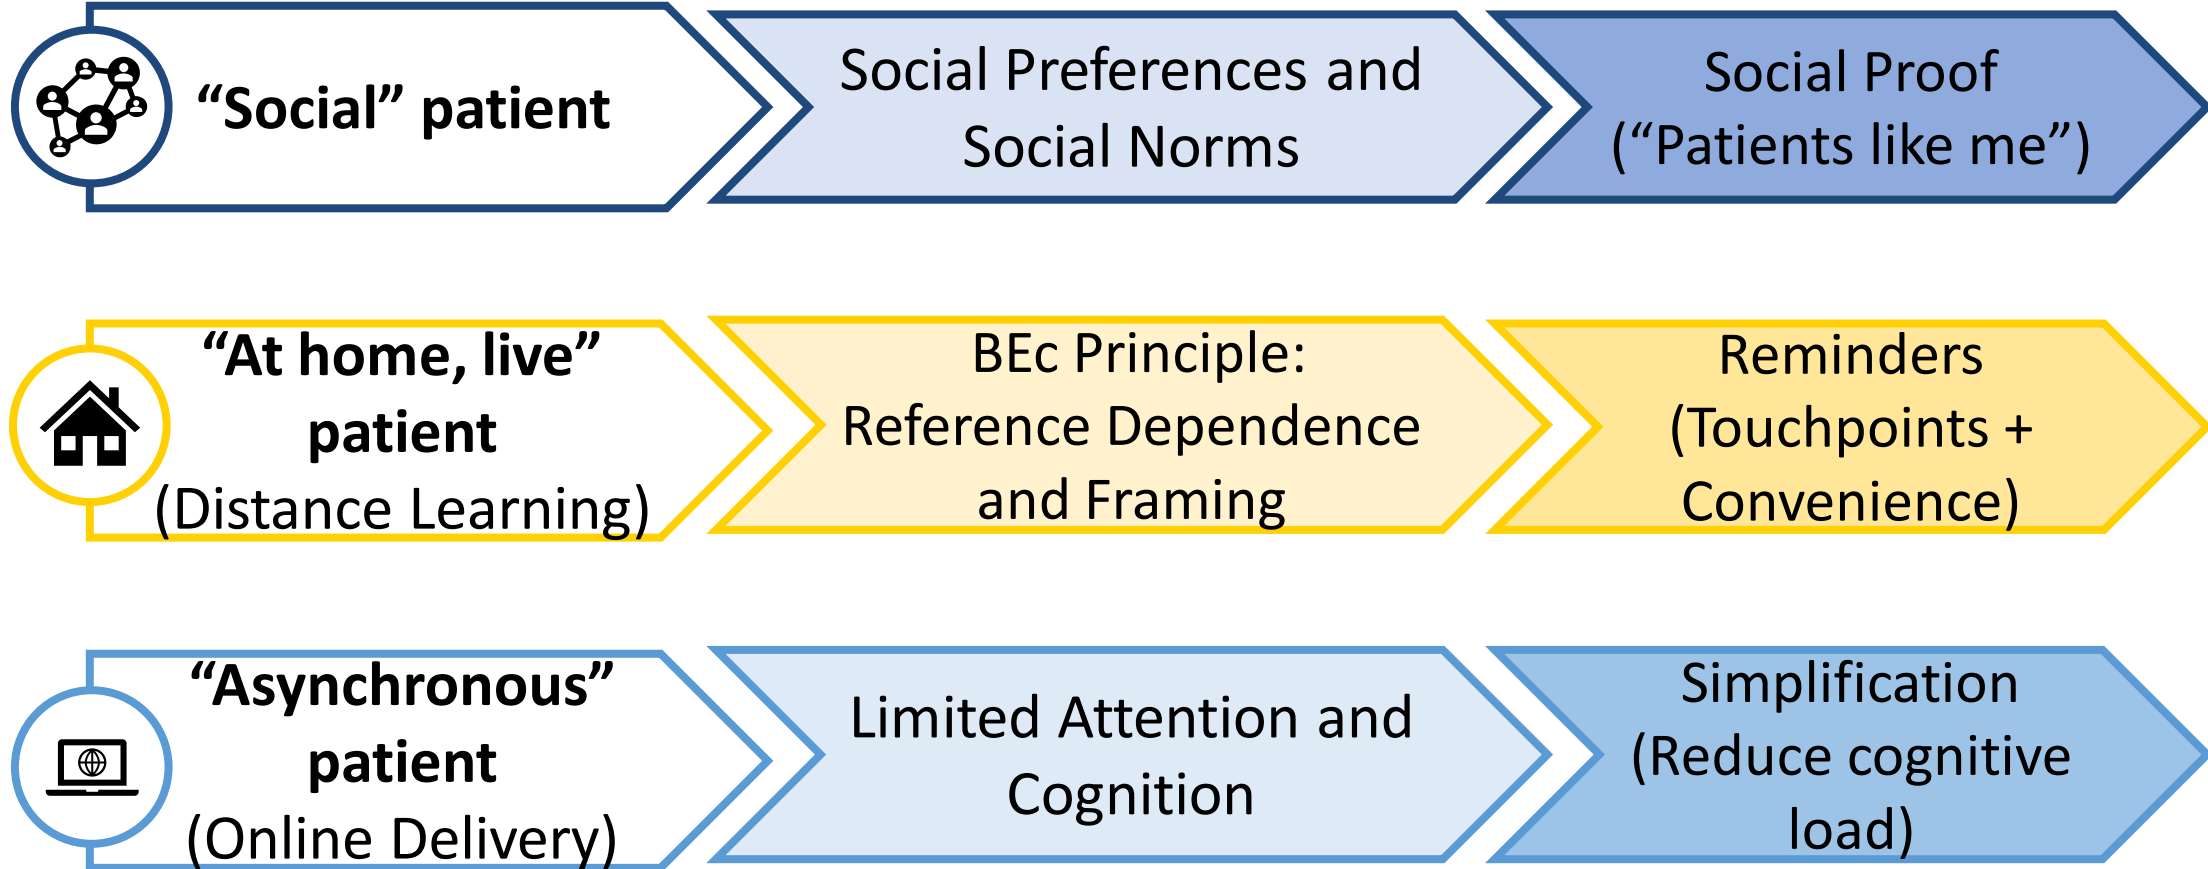 “Social” patient
Social Preferences and
Social Norms
Social Proof
(“Patients like me”)
“At home, live”
patient
(Distance Learning)
BEc Principle:
Reference Dependence
and Framing
Reminders
(Touchpoints +
Convenience)
“Asynchronous”
patient
(Online Delivery)
Limited Attention and
Cognition
Simplification
(Reduce cognitive
load)